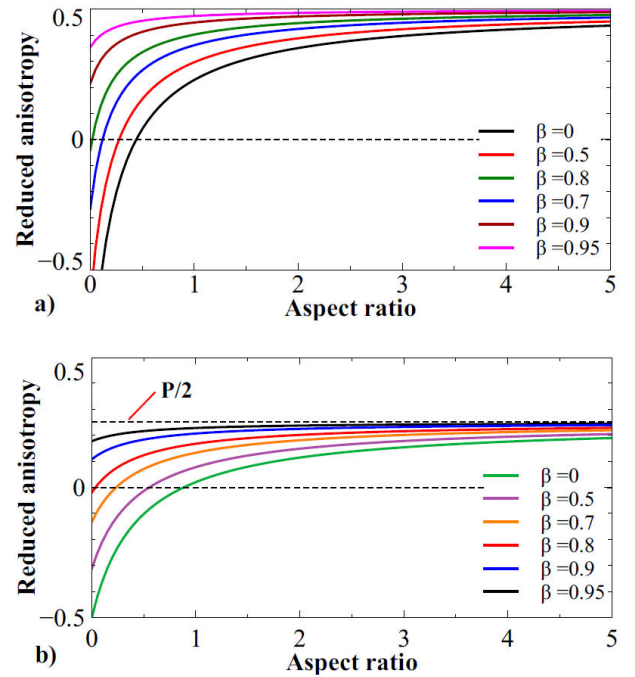 0.5
Reduced anisotropy
0
−0.5
β =0
β =0.5
β =0.8
β =0.7
β =0.9
β =0.95
0 1 2 3 4 5
a) Aspect ratio
P/2
0.5
Reduced anisotropy
0
-0.5
β =0
β =0.5
β =0.7
β =0.8
β =0.9
β =0.95
0 1 2 3 4 5
b) Aspect ratio